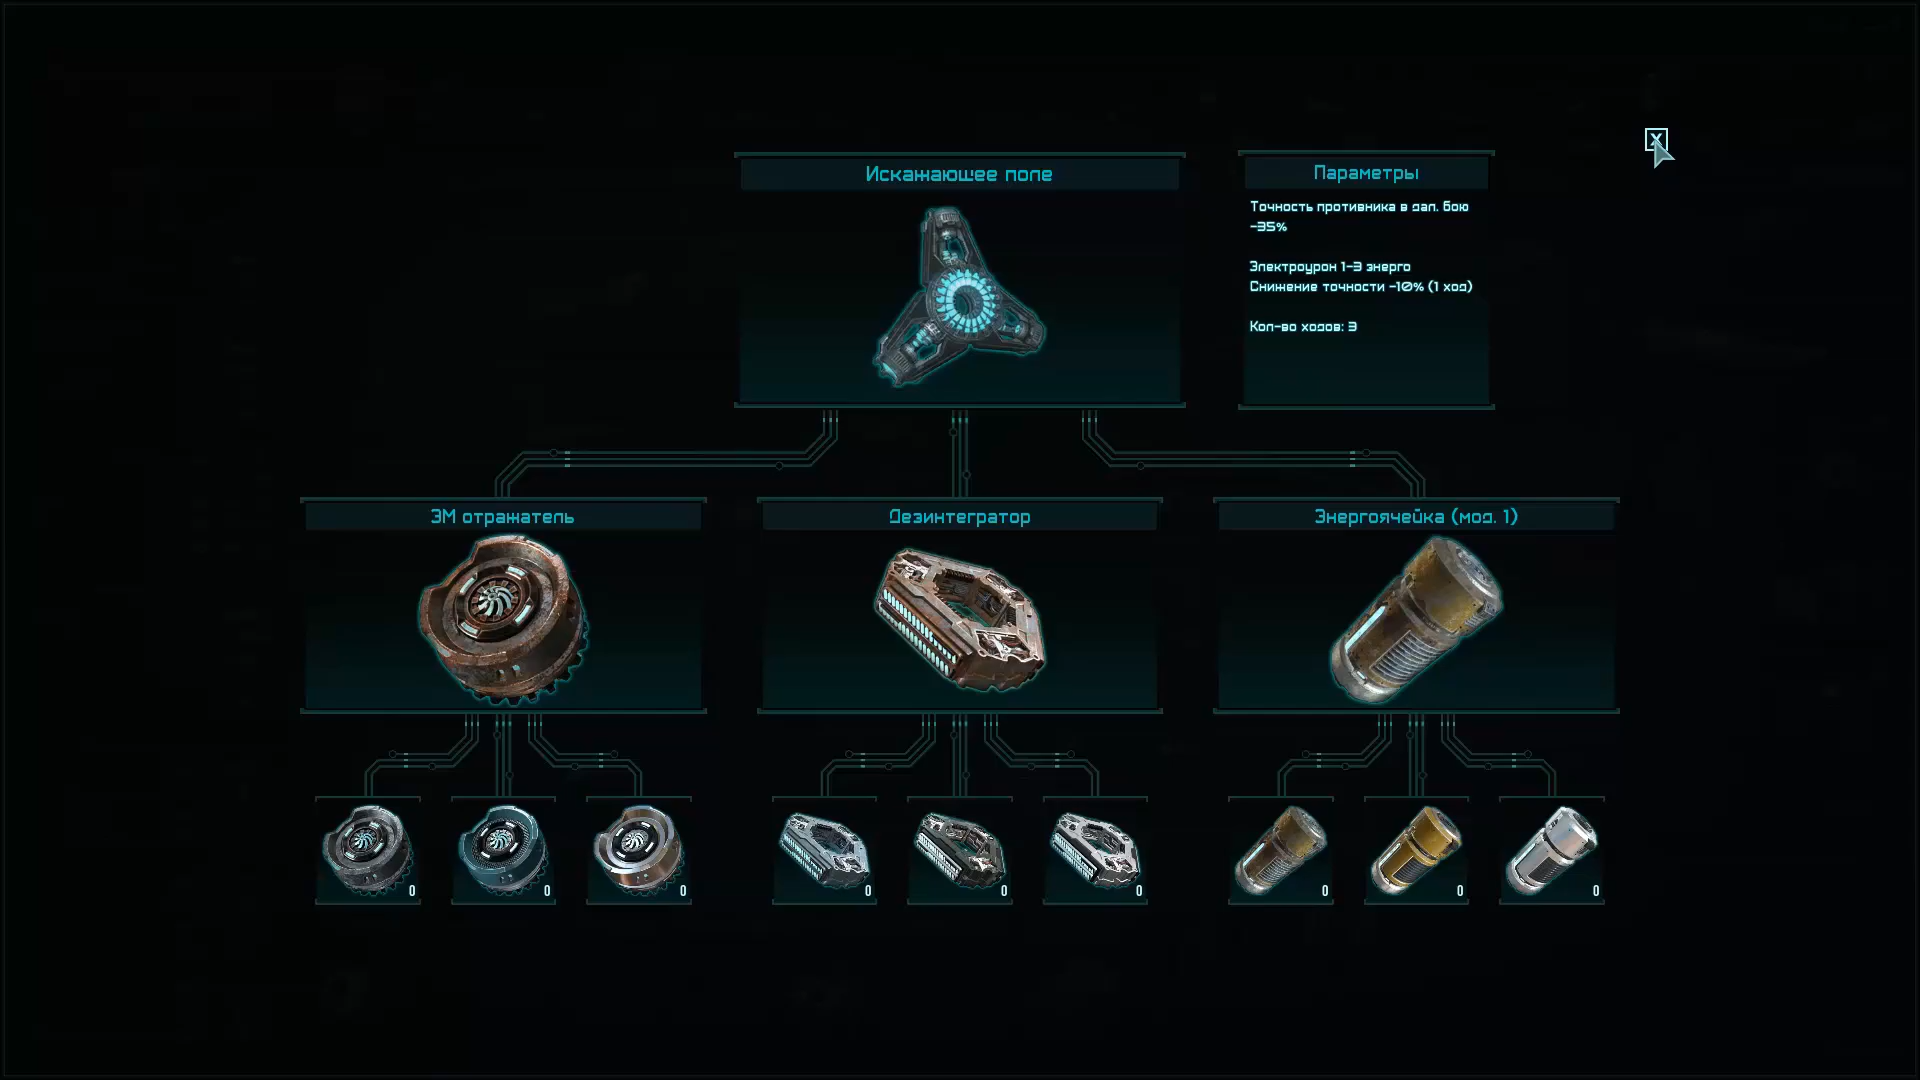 Искажающее поле
Параметры
Точность противника в дал. бою
-35%
Электроурон 1-3 энерго
Снижение точности -10% (1 ход)
Кол-во ходов: 3
X
ЭМ отражатель
Дезинтегратор
Энергоячейка (мод. 1)
0 0 0 0 0 0 0 0 0